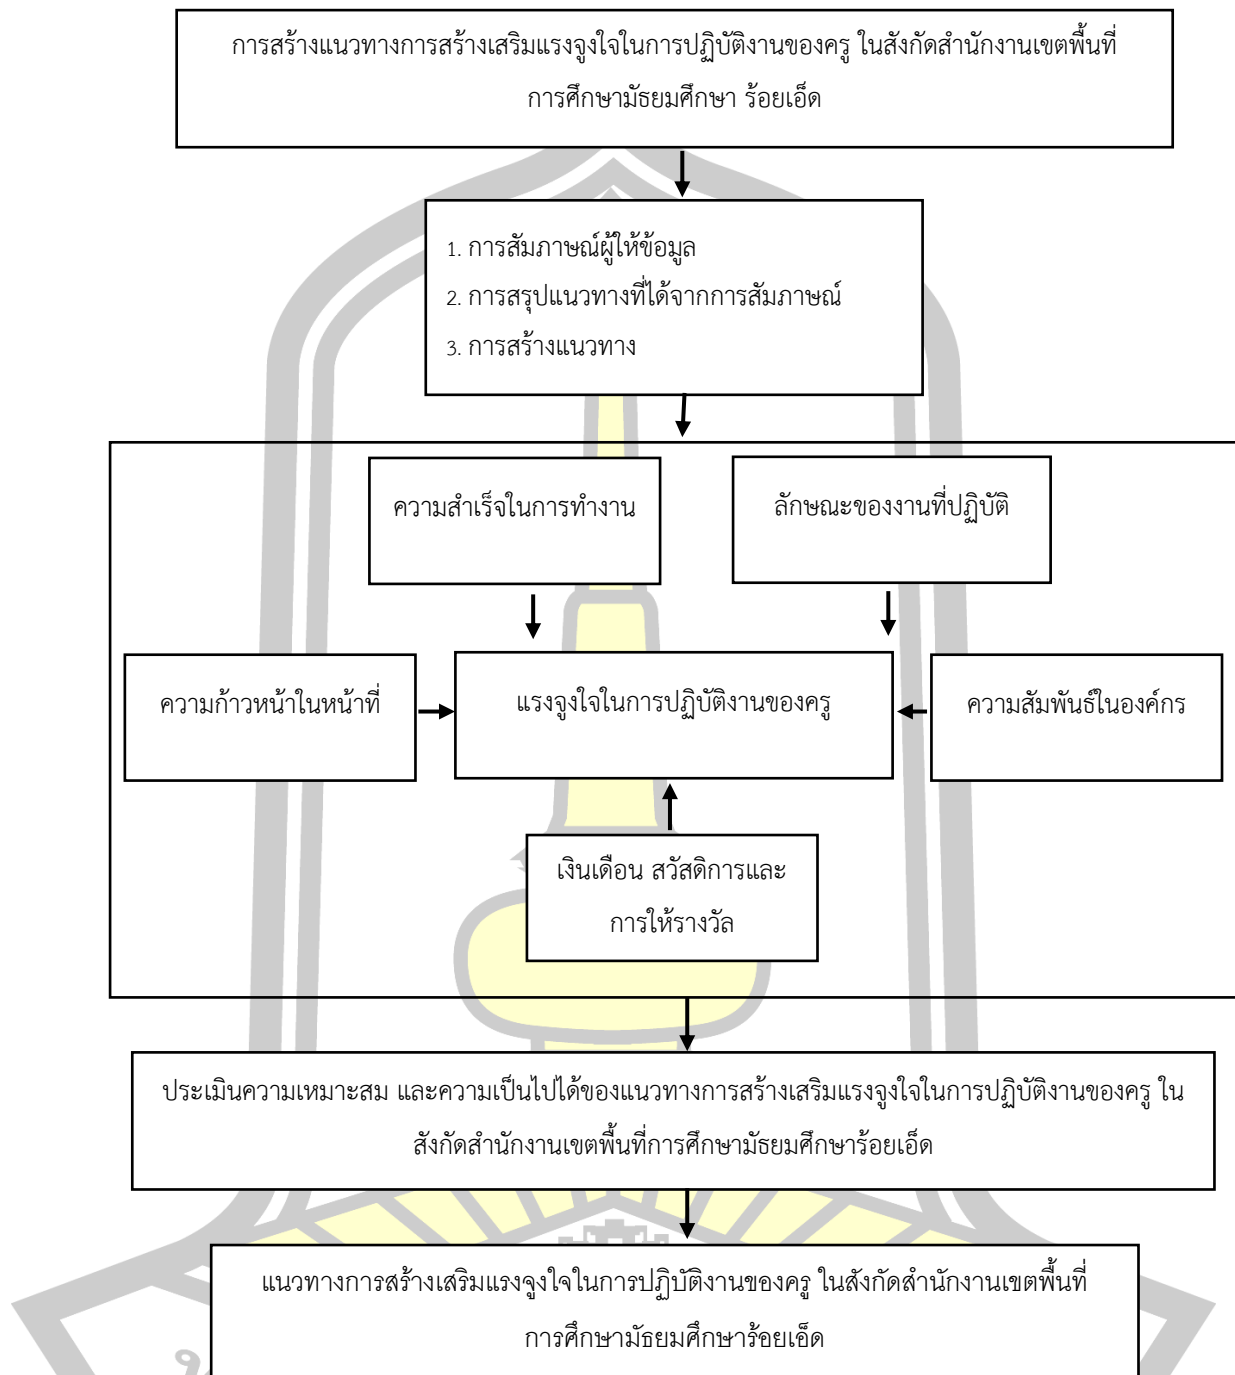 การสร้างแนวทางการสร้างเสริมแรงจูงใจในการปฏิบัติงานของครู ในสังกัดสำนักงานเขตพื้นที่
การศึกษามัธยมศึกษา ร้อยเอ็ด
1. การสัมภาษณ์ผู้ให้ข้อมูล
2. การสรุปแนวทางที่ได้จากการสัมภาษณ์
3. การสร้างแนวทาง
ความสำเร็จในการทำงาน
ลักษณะของงานที่ปฏิบัติ
ความก้าวหน้าในหน้าที่
แรงจูงใจในการปฏิบัติงานของครู
ความสัมพันธ์ในองค์กร
เงินเดือน สวัสดิการและ
การให้รางวัล
ประเมินความเหมาะสม และความเป็นไปได้ของแนวทางการสร้างเสริมแรงจูงใจในการปฏิบัติงานของครู ใน
สังกัดสำนักงานเขตพื้นที่การศึกษามัธยมศึกษาร้อยเอ็ด
แนวทางการสร้างเสริมแรงจูงใจในการปฏิบัติงานของครู ในสังกัดสำนักงานเขตพื้นที่
การศึกษามัธยมศึกษาร้อยเอ็ด